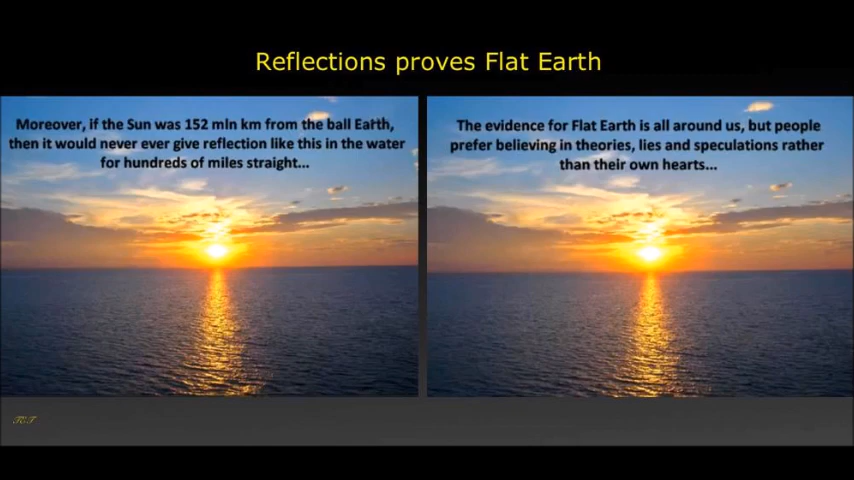 Reflections proves Flat Earth
Moreover, if the Sun was 152 mln km from the ball Earth,
then it would never ever give reflection like this in the water
for hundreds of miles straight...
The evidence for Flat Earth is all around us, but people
prefer believing in theories, lies and speculations rather
than their own hearts...